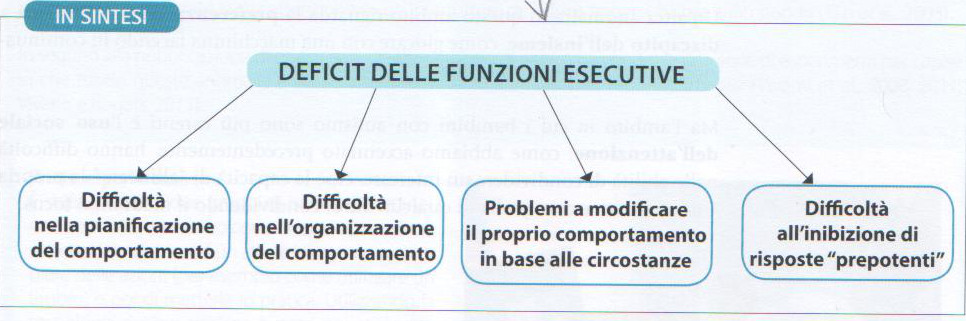 IN SINTESI
DEFICIT DELLE FUNZIONI ESECUTIVE
Difficoltà
nella pianificazione
del comportamento
Difficoltà
nell'organizzazione
del comportamento
Problemi a modificare
il proprio comportamento
in base alle circostanze
Difficoltà
all'inibizione di
risposte "prepotenti"